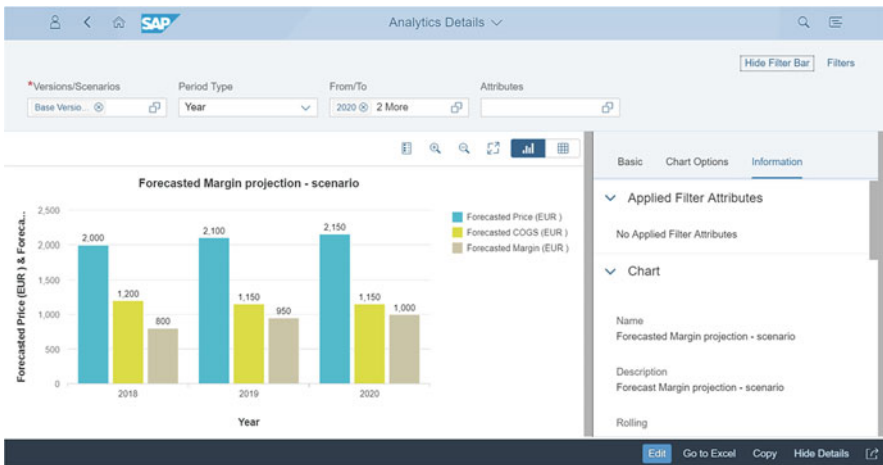 SAP
Analytics Details
Hide Filter Bar Filters
*Versions/Scenarios Period Type From/To Attributes
Base Versio... Year 2020 2 More
Basic Chart Options Information
Forecasted Margin projection - scenario
Forecasted Price (EUR ) & Foreca...
2,500
2,000
1,500
1,000
500
0
2,000
1,200
800
2,100
1,150
950
2,150
1,150
1,000
2018 2019 2020
Year
Forecasted Price (EUR )
Forecasted COGS (EUR )
Forecasted Margin (EUR )
Applied Filter Attributes
No Applied Filter Attributes
Chart
Name
Forecasted Margin projection - scenario
Description
Forecast Margin projection - scenario
Rolling
Edit Go to Excel Copy Hide Details